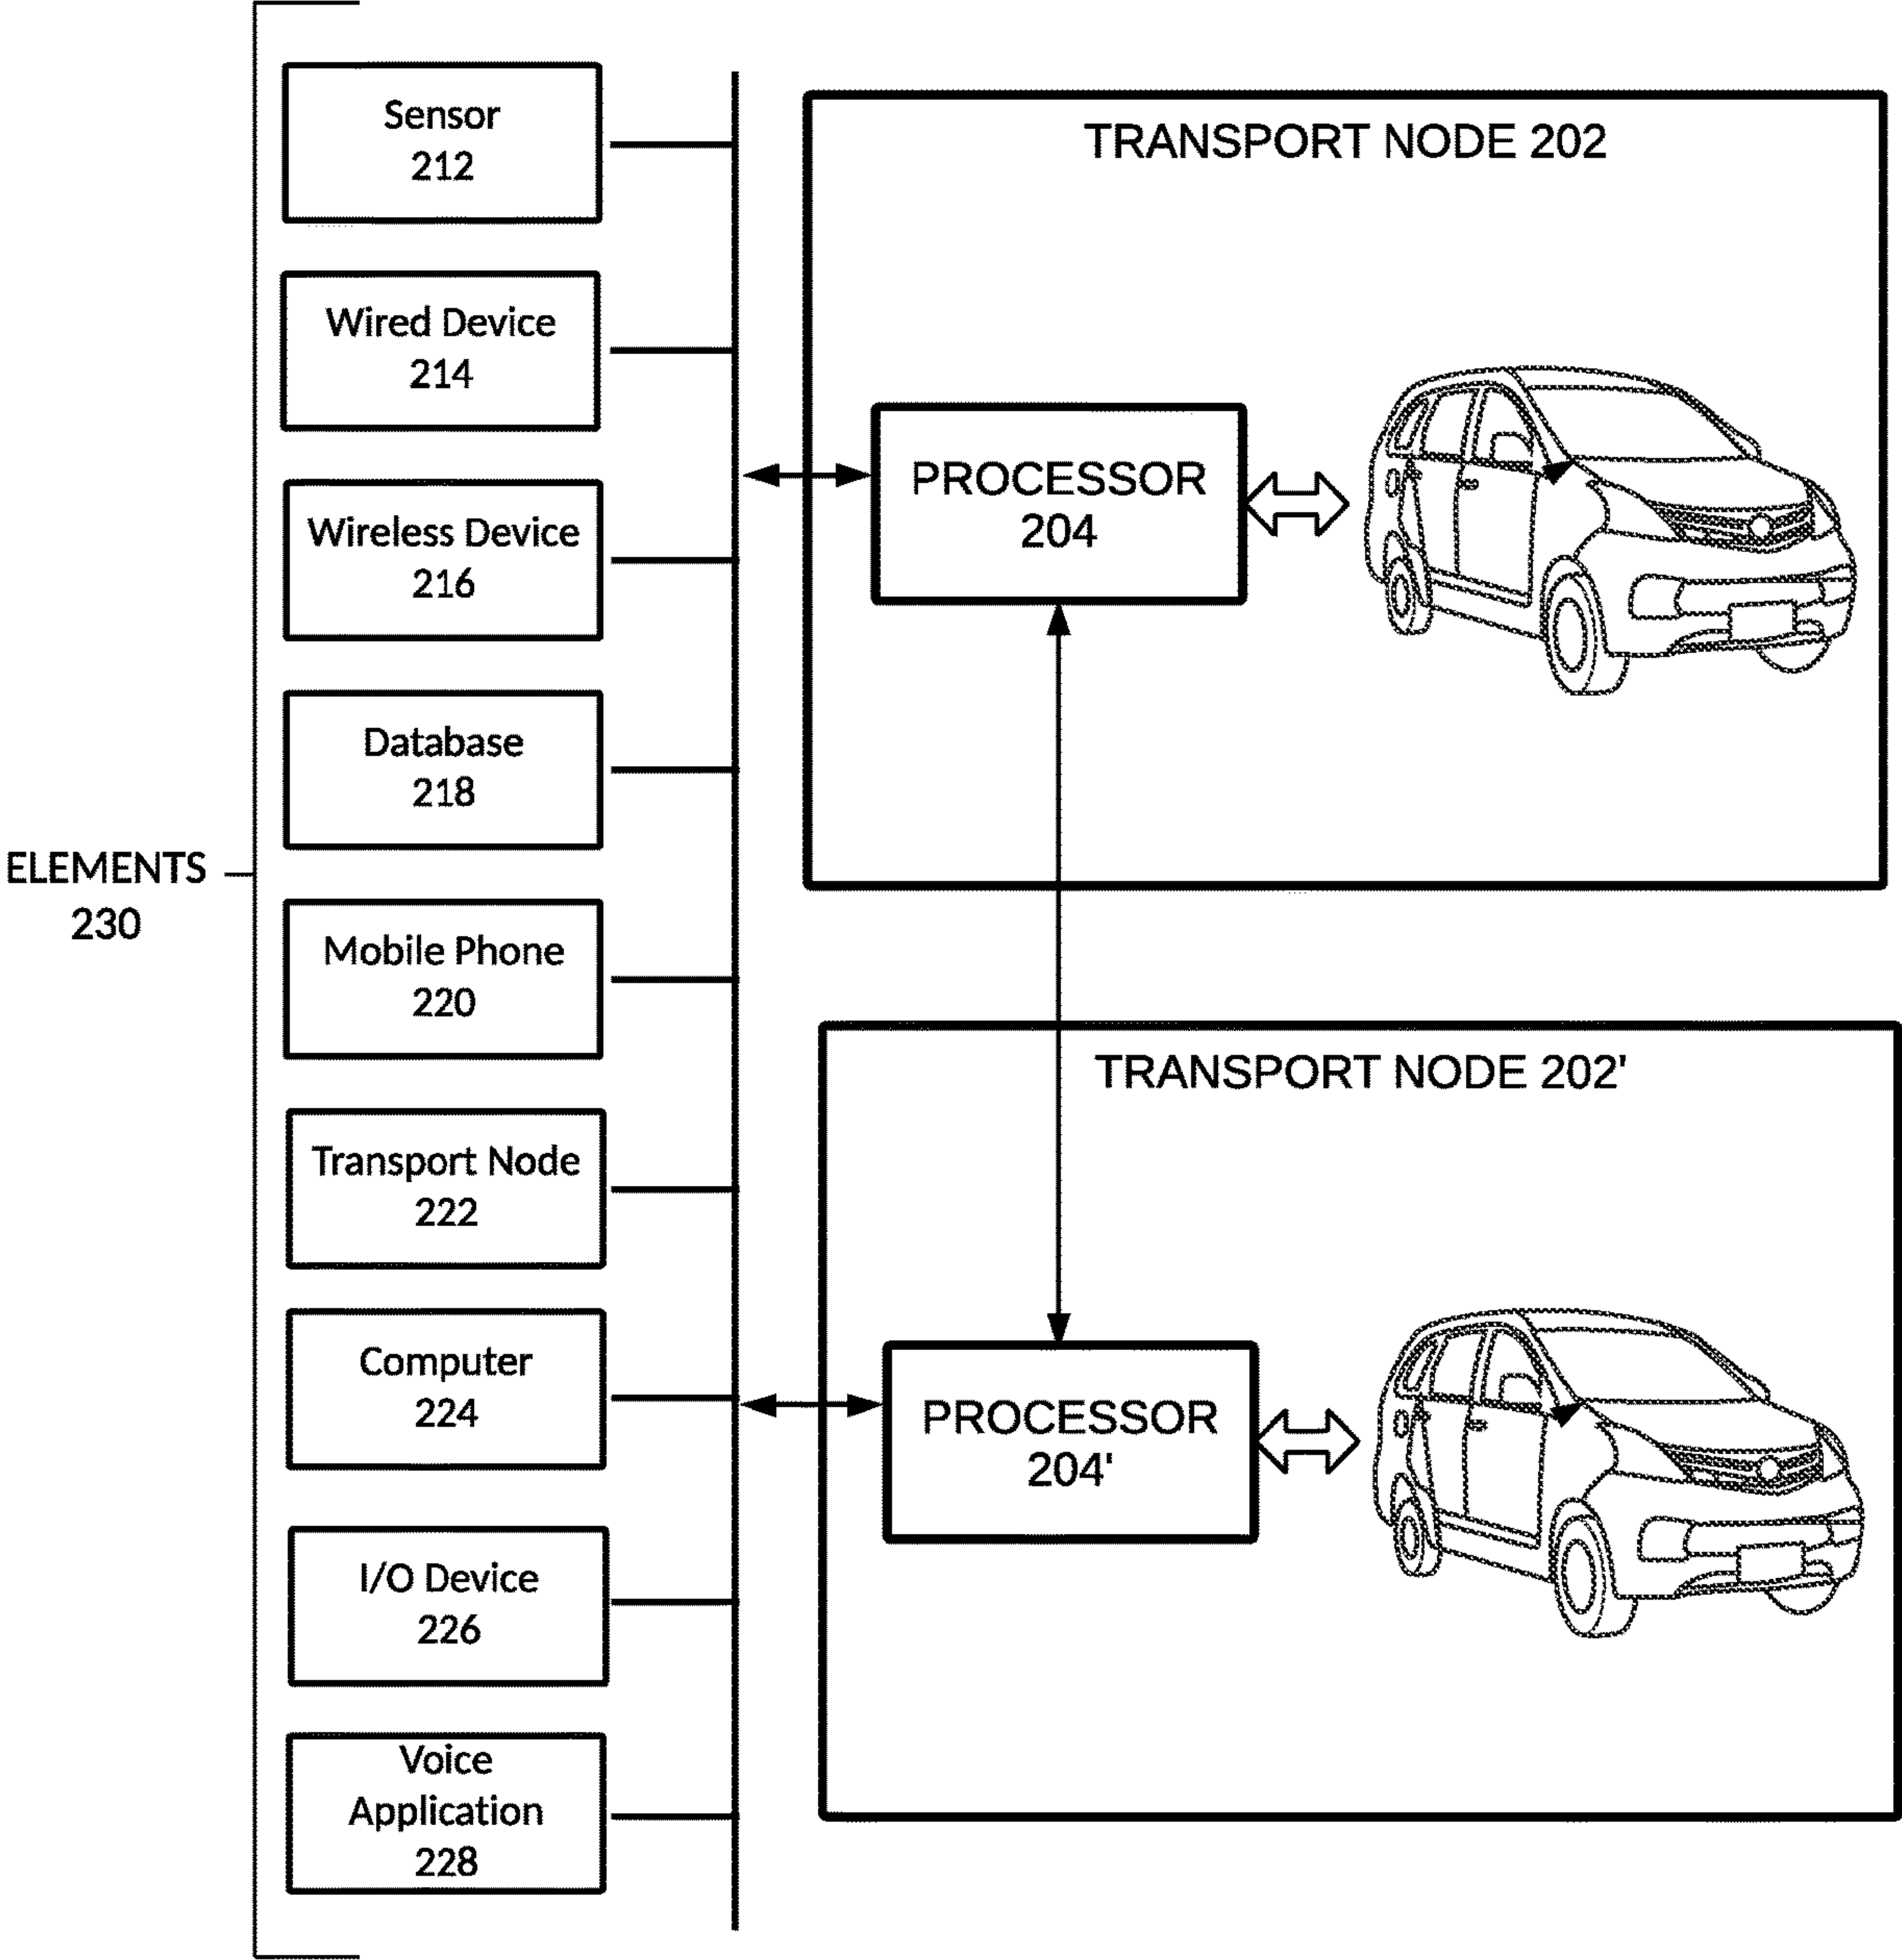 ELEMENTS
230
Sensor
212
Wired Device
214
Wireless Device
216
Database
218
Mobile Phone
220
Transport Node
222
Computer
224
I/O Device
226
Voice
Application
228
TRANSPORT NODE 202
PROCESSOR
204
TRANSPORT NODE 202'
PROCESSOR
204'